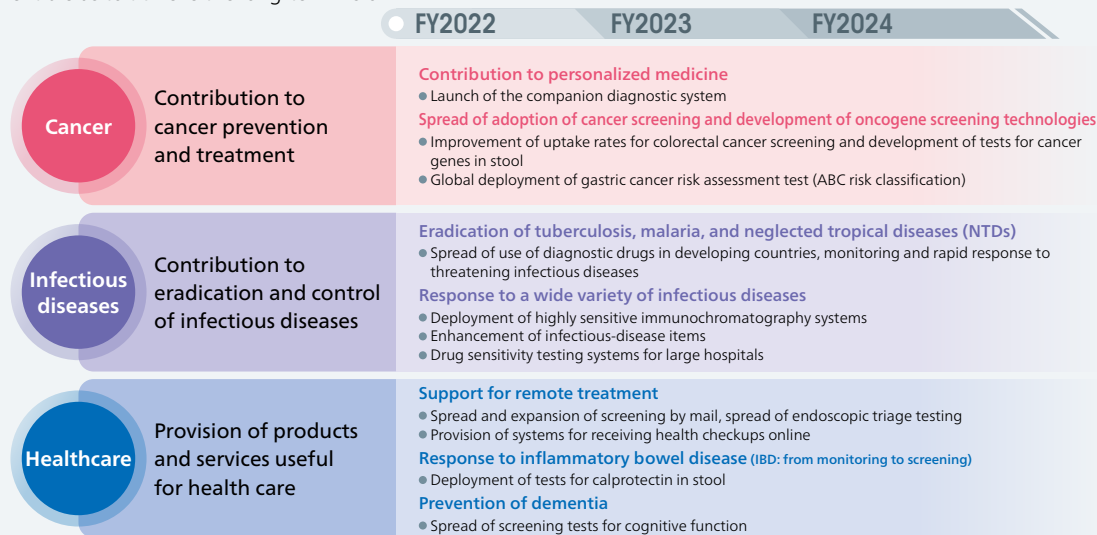 FY2022 FY2023 FY2024
Cancer
Contribution to
cancer prevention
and treatment
Contribution to personalized medicine
● Launch of the companion diagnostic system
Spread of adoption of cancer screening and development of oncogene screening technologies
● Improvement of uptake rates for colorectal cancer screening and development of tests for cancer
genes in stool
● Global deployment of gastric cancer risk assessment test (ABC risk classification)
Infectious
diseases
Contribution to
eradication and control
of infectious diseases
Eradication of tuberculosis, malaria, and neglected tropical diseases (NTDs)
● Spread of use of diagnostic drugs in developing countries, monitoring and rapid response to
threatening infectious diseases
Response to a wide variety of infectious diseases
● Deployment of highly sensitive immunochromatography systems
● Enhancement of infectious-disease items
● Drug sensitivity testing systems for large hospitals
Healthcare
Provision of products
and services useful
for health care
Support for remote treatment
● Spread and expansion of screening by mail, spread of endoscopic triage testing
● Provision of systems for receiving health checkups online
Response to inflammatory bowel disease (IBD: from monitoring to screening)
● Deployment of tests for calprotectin in stool
Prevention of dementia
● Spread of screening tests for cognitive function